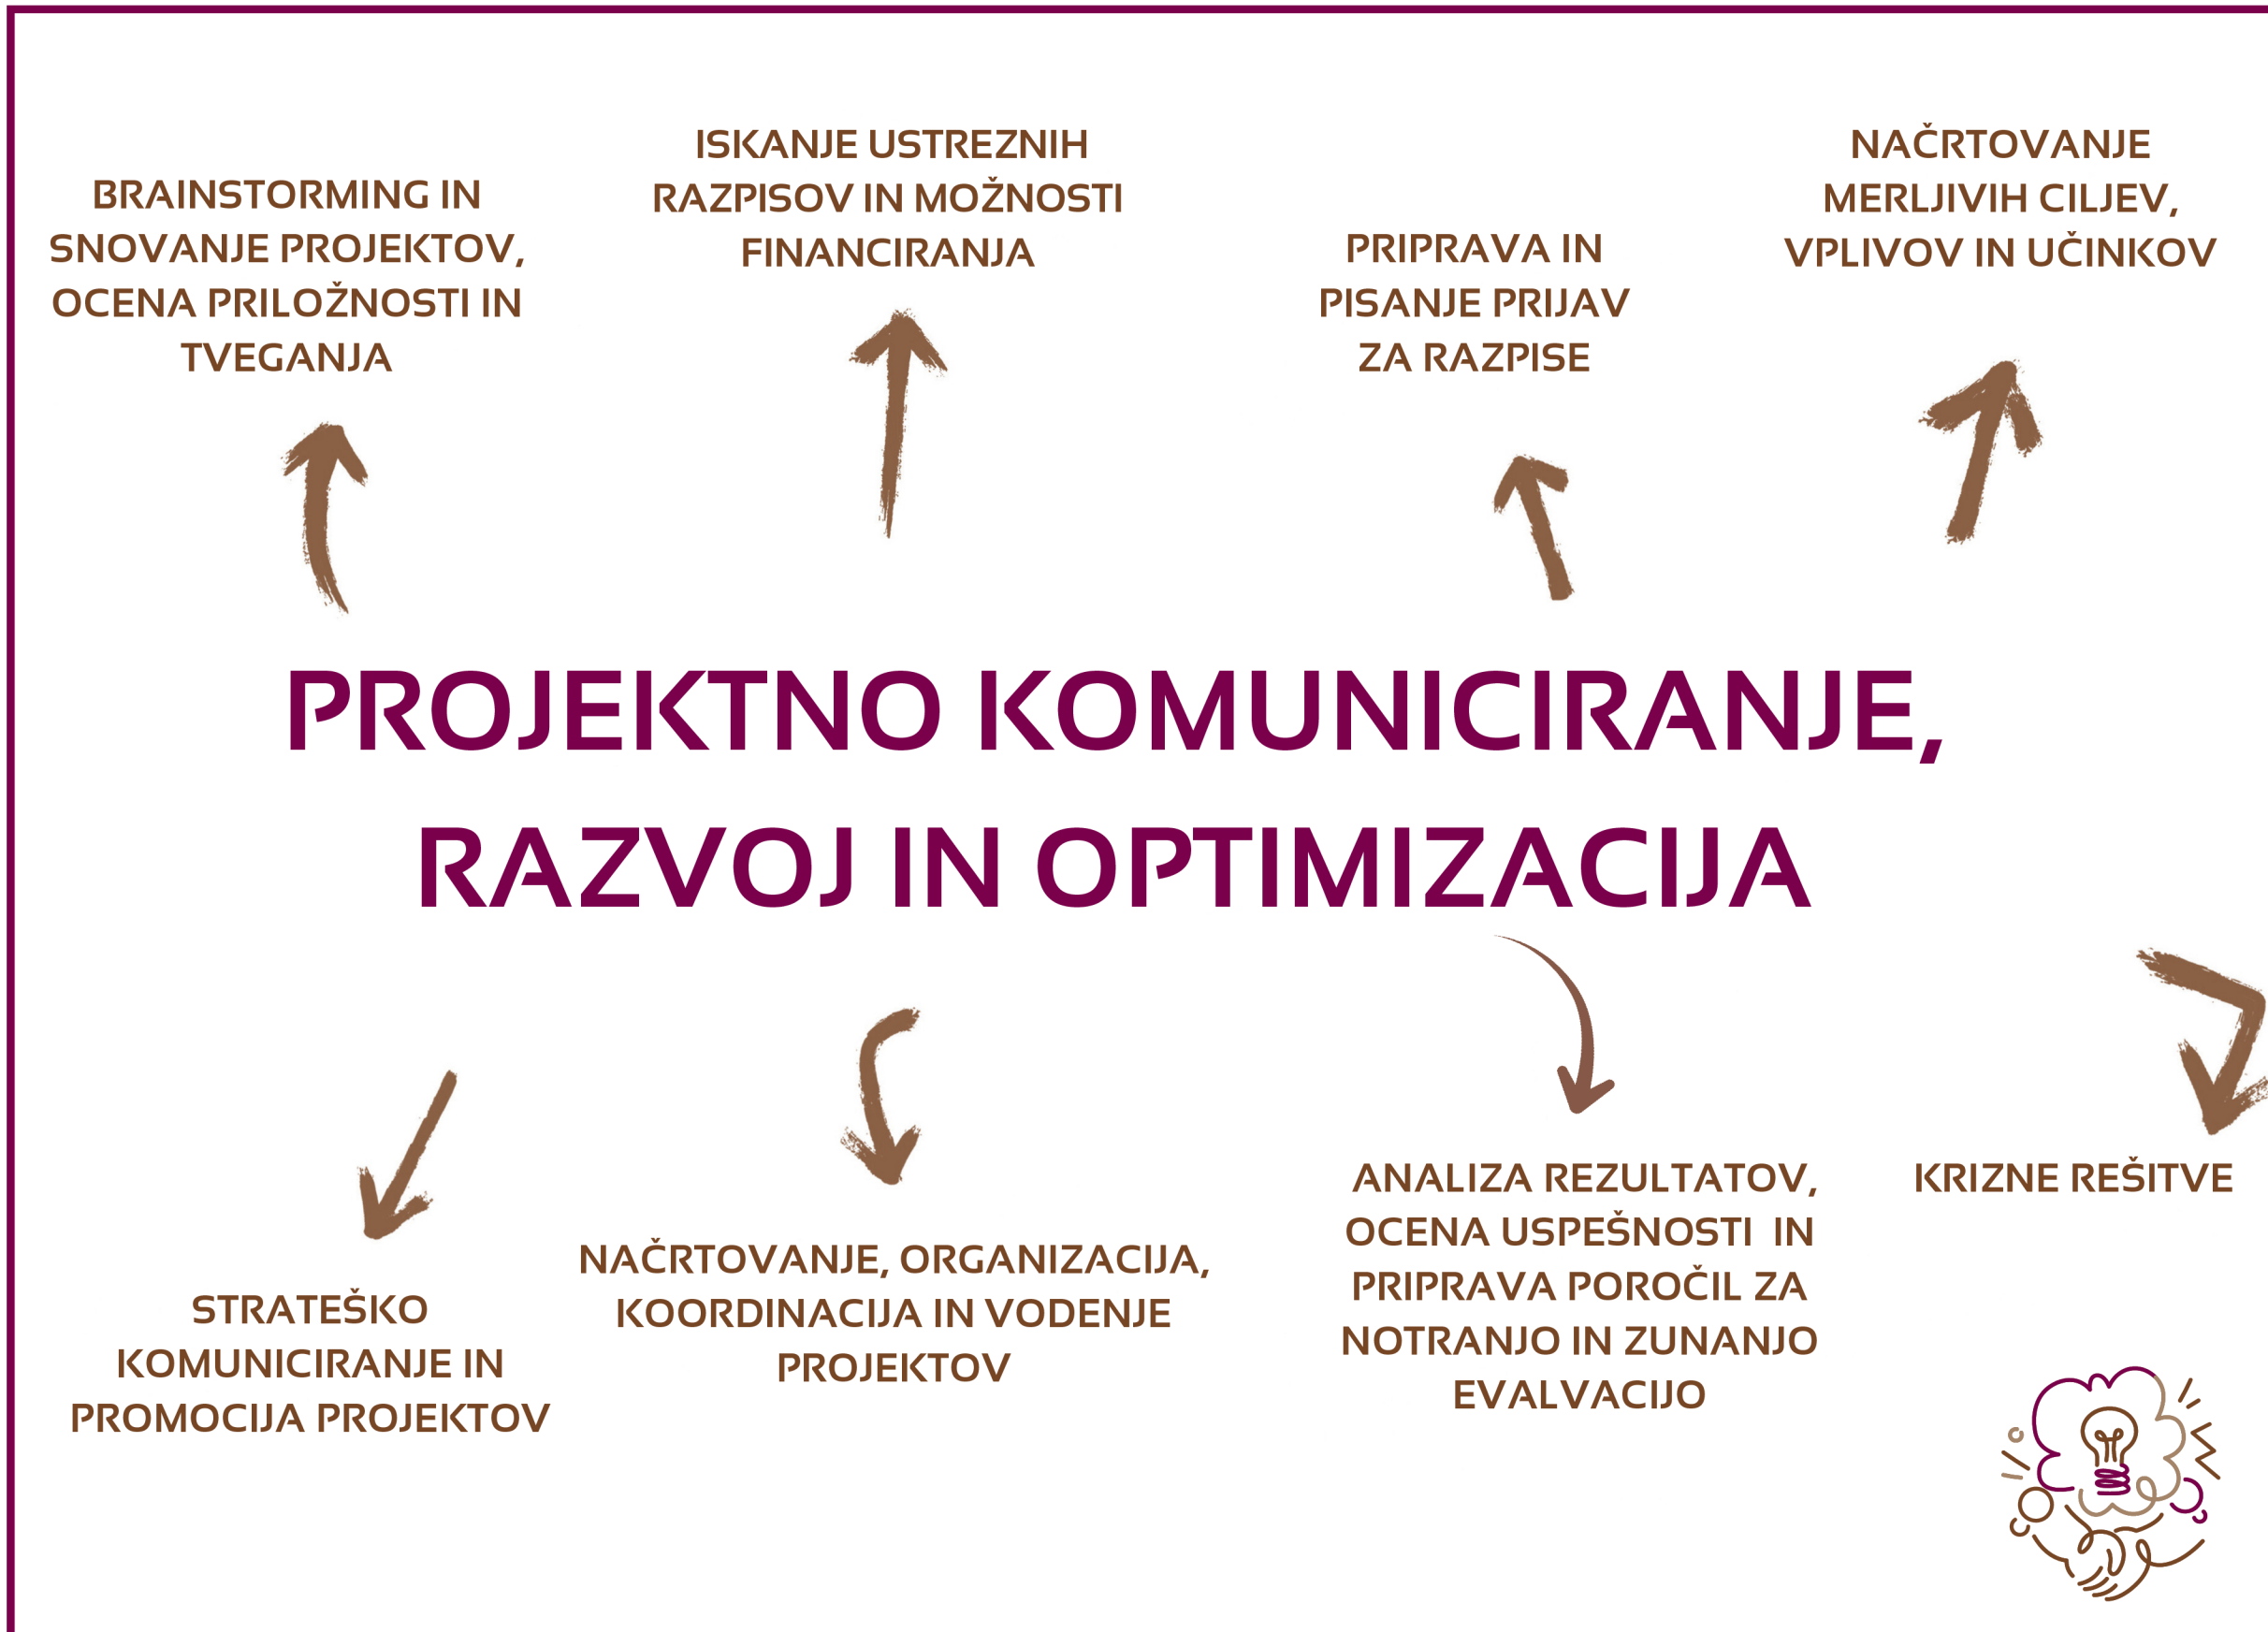 BRAINSTORMING IN
SNOVANJE PROJEKTOV,
OCENA PRILOŽNOSTI IN
TVEGANJA
ISKANJE USTREZNIH
RAZPISOV IN MOŽNOSTI
FINANCIRANJA
PRIPRAVA IN
PISANJE PRIJAV
ZA RAZPISE
NAČRTOVANJE
MERLJIVIH CILJEV,
VPLIVOV IN UČINKOV
PROJEKTNO KOMUNICIRANJE,
RAZVOJ IN OPTIMIZACIJA
STRATEŠKO
KOMUNICIRANJE IN
PROMOCIJA PROJEKTOV
NAČRTOVANJE, ORGANIZACIJA,
KOORDINACIJA IN VODENJE
PROJEKTOV
ANALIZA REZULTATOV,
OCENA USPEŠNOSTI IN
PRIPRAVA POROČIL ZA
NOTRANJO IN ZUNANJO
EVALVACIJO
KRIZNE REŠITVE